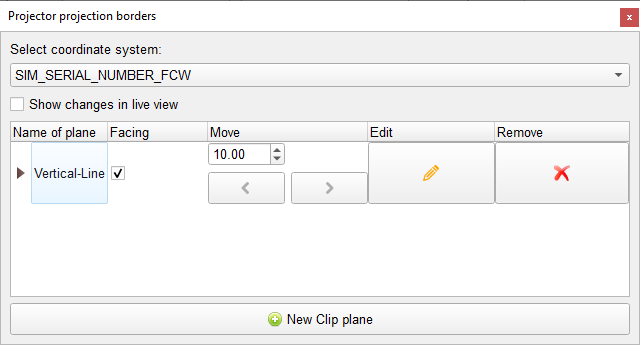 Projector projection borders
Select coordinate system:
SIM_SERIAL_NUMBER_FCW
Show changes in live view
Name of plane Facing Move Edit Remove
10.00
Vertical-Line
New Clip plane